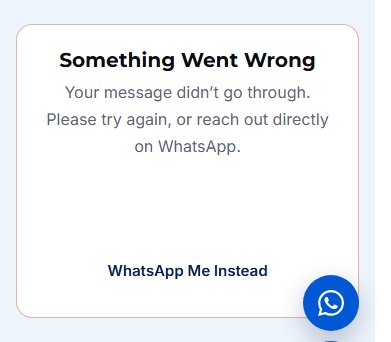 Something Went Wrong
Your message didn’t go through.
Please try again, or reach out directly
on WhatsApp.
WhatsApp Me Instead